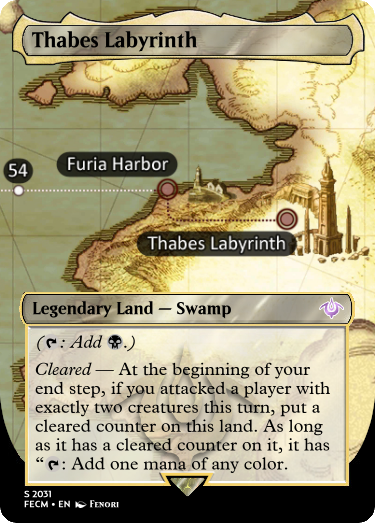 Thabes Labyrinth
54
Furia Harbor
Thabes Labyrinth
Legendary Land — Swamp
( : Add .)
Cleared — At the beginning of your
end step, if you attacked a player with
exactly two creatures this turn, put a
cleared counter on this land. As long
as it has a cleared counter on it, it has
“ : Add one mana of any color.
S 2031
FECM • EN Fenori